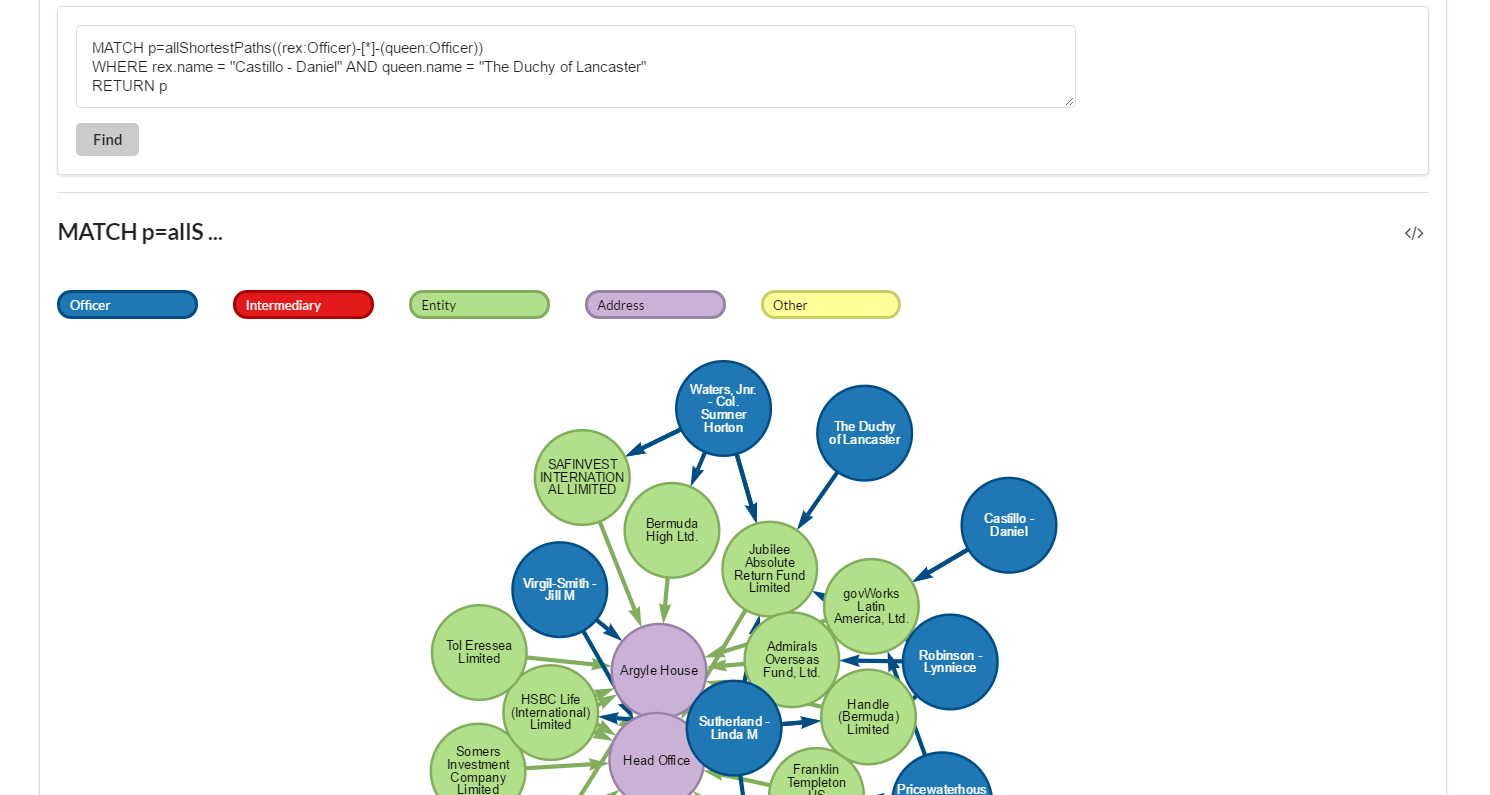 MATCH p=allShortestPaths((rex:Officer)-[*]-(queen:Officer))
WHERE rex.name = "Castillo - Daniel" AND queen.name = "The Duchy of Lancaster"
RETURN p
Find
MATCH p=allS ...
</>
Officer
Intermediary
Entity
Address
Other
Waters, Jnr.
- Col.
Sumner
Horton
The Duchy
of Lancaster
SAFINVEST
INTERNATION
AL LIMITED
Bermuda
High Ltd.
Castillo -
Daniel
Jubilee
Absolute
Return Fund
Limited
Virgil-Smith -
Jill M
govWorks
Latin
America, Ltd.
Tol Eressea
Limited
Argyle House
Admirals
Overseas
Fund, Ltd.
Robinson -
Lynniece
HSBC Life
(International)
Limited
Sutherland -
Linda M
Handle
(Bermuda)
Limited
Somers
Investment
Company
Limited
Head Office
Franklin
Templeton
US
Pricewaterhous